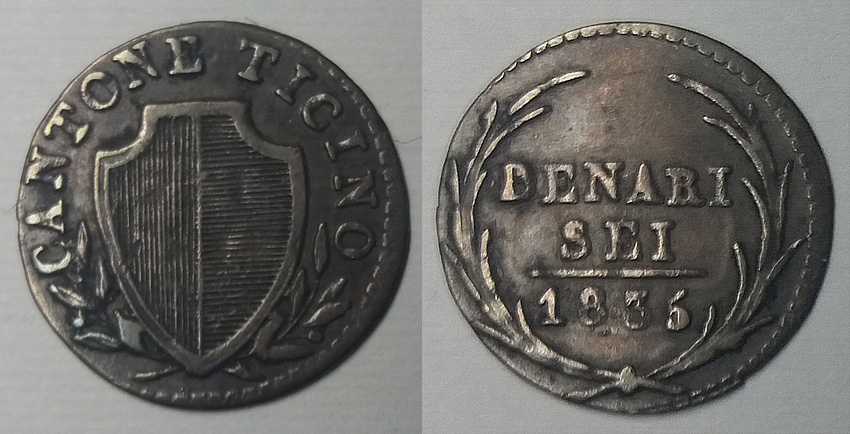 CANTONE TICINO
DENARI
SEI
1835